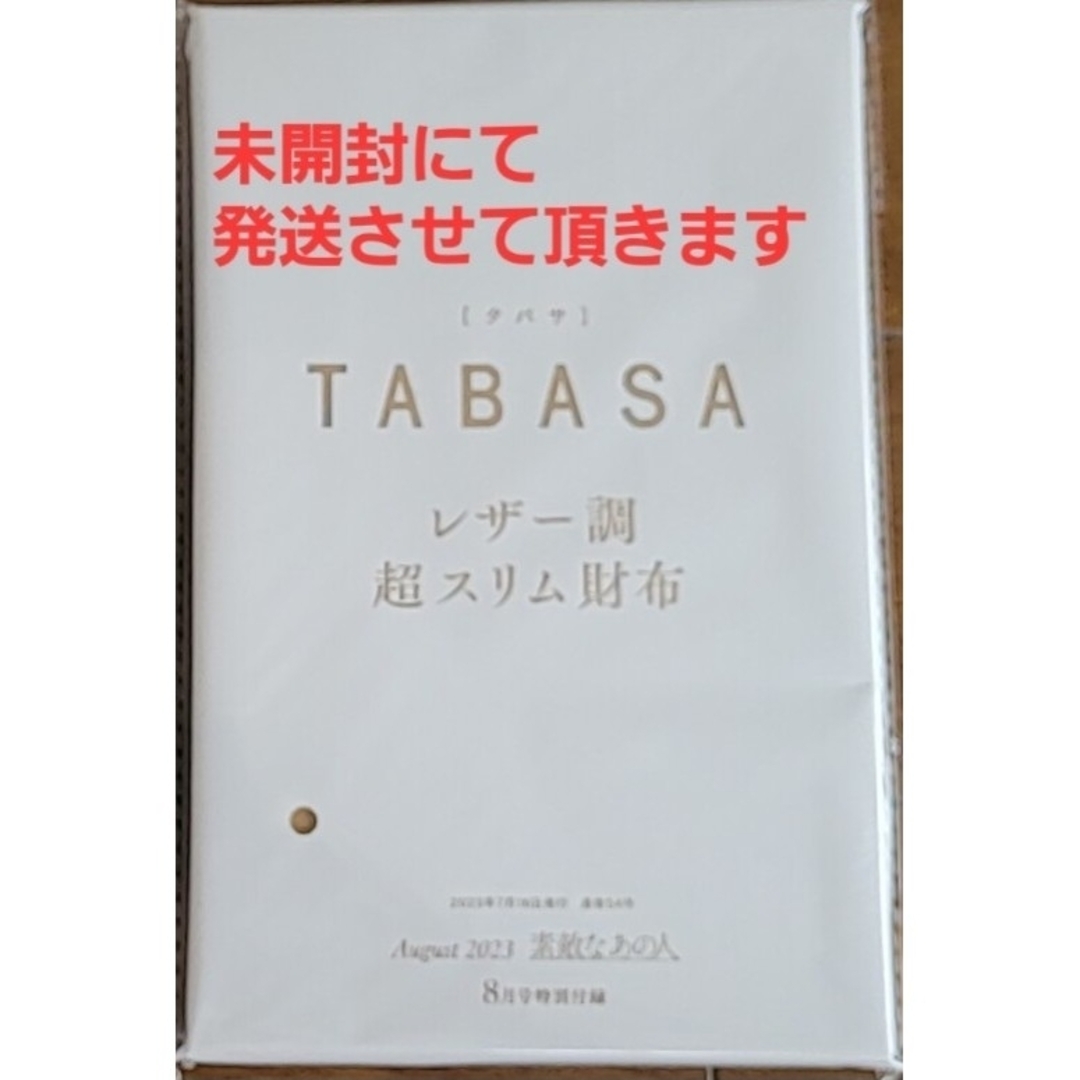 未開封にて
発送させて頂きます
[タバサ]
TABASA
レザー調
超スリム財布
August 2023 素敵なあの人
8月号特別付録